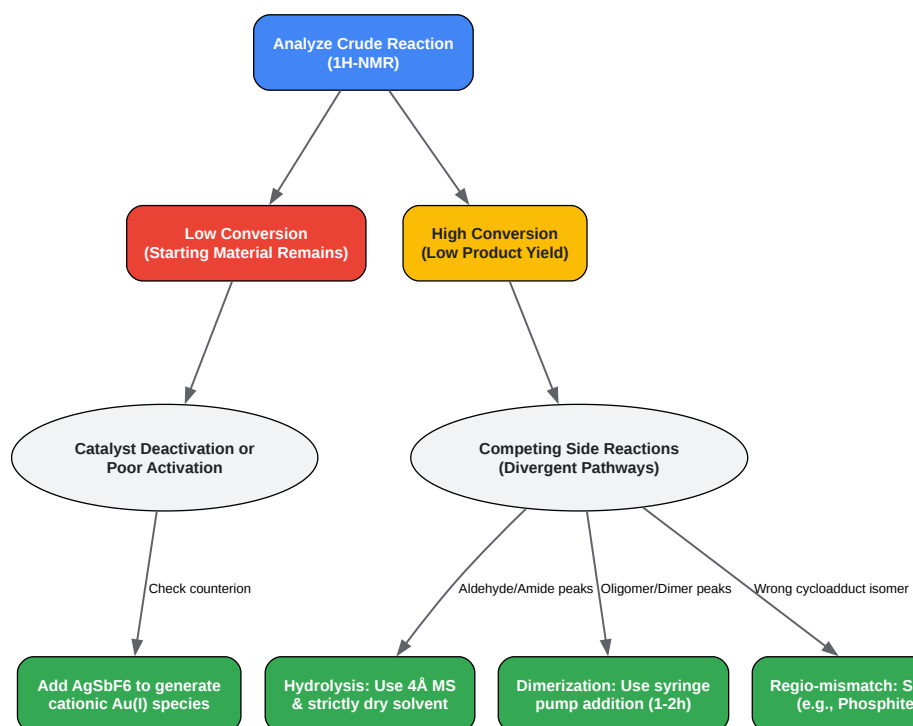 Analyze Crude Reaction
(1H-NMR)
Low Conversion
(Starting Material Remains)
High Conversion
(Low Product Yield)
Catalyst Deactivation or
Poor Activation
Competing Side Reactions
(Divergent Pathways)
Check counterion
Aldehyde/Amide peaks
Oligomer/Dimer peaks
Wrong cycloadduct isomer
Add AgSbF6 to generate
cationic Au(I) species
Hydrolysis: Use 4Å MS
& strictly dry solvent
Dimerization: Use syringe
pump addition (1-2h)
Regio-mismatch:
(e.g., Phosphite